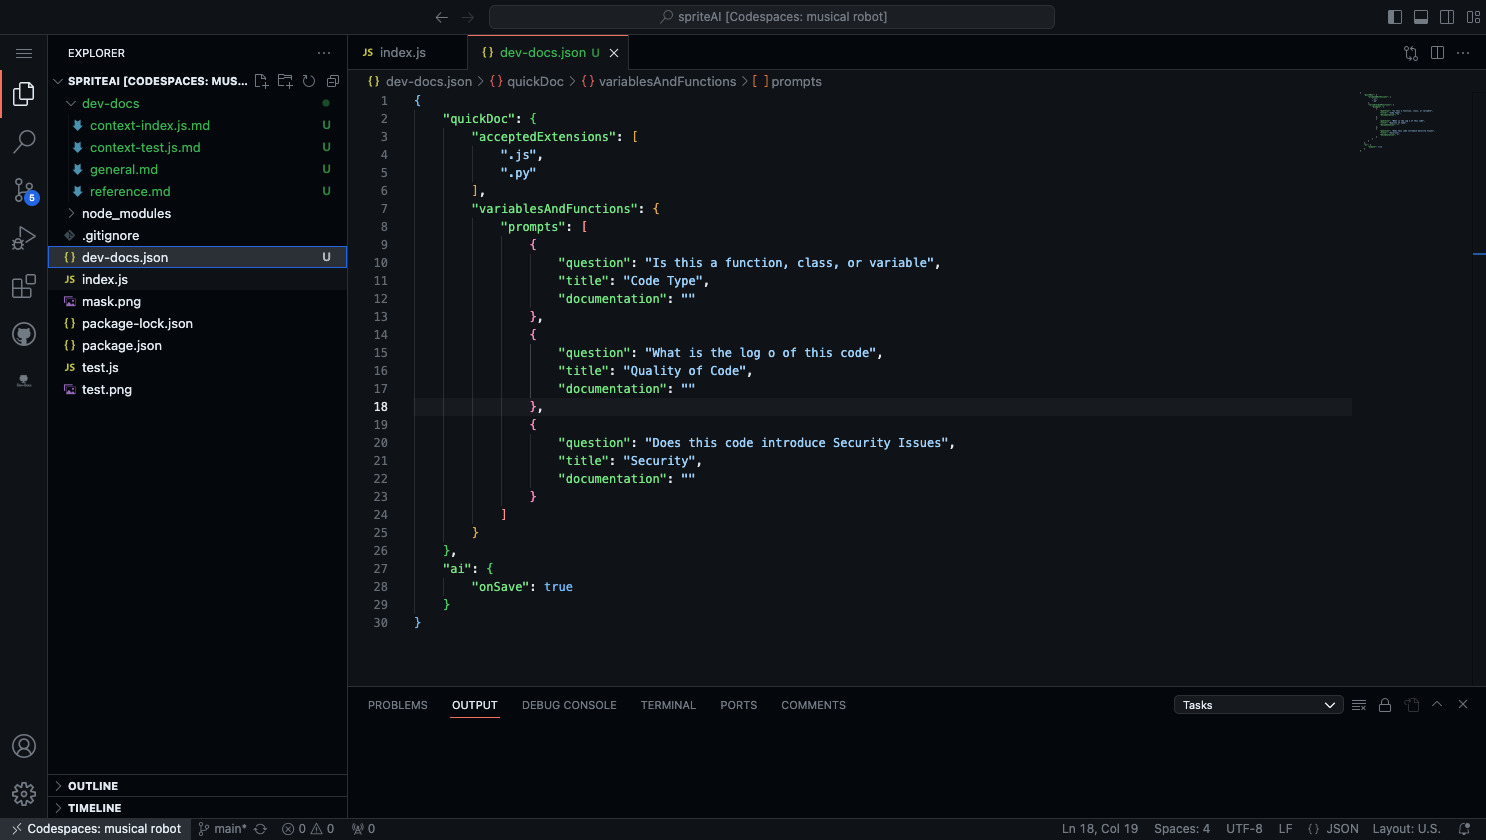 spriteAI [Codespaces: musical robot]
EXPLORER
SPRITEAI [CODESPACES: MUS...
dev-docs
context-index.js.md U
context-test.js.md U
general.md U
reference.md U
node_modules
.gitignore
{} dev-docs.json U
JS index.js
mask.png
{} package-lock.json
{} package.json
JS test.js
test.png
OUTLINE
TIMELINE
5
JS index.js
{} dev-docs.json U
{} dev-docs.json > {} quickDoc > {} variablesAndFunctions > [ ] prompts
1 {
2 "quickDoc": {
3 "acceptedExtensions": [
4 ".js",
5 ".py"
6 ],
7 "variablesAndFunctions": {
8 "prompts": [
9 {
10 "question": "Is this a function, class, or variable",
11 "title": "Code Type",
12 "documentation": ""
13 },
14 {
15 "question": "What is the log o of this code",
16 "title": "Quality of Code",
17 "documentation": ""
18 },
19 {
20 "question": "Does this code introduce Security Issues",
21 "title": "Security",
22 "documentation": ""
23 }
24 ]
25 }
26 },
27 "ai": {
28 "onSave": true
29 }
30 }
PROBLEMS OUTPUT DEBUG CONSOLE TERMINAL PORTS COMMENTS
Tasks
Codespaces: musical robot main* 0 0 0
Ln 18, Col 19 Spaces: 4 UTF-8 LF {} JSON Layout: U.S.